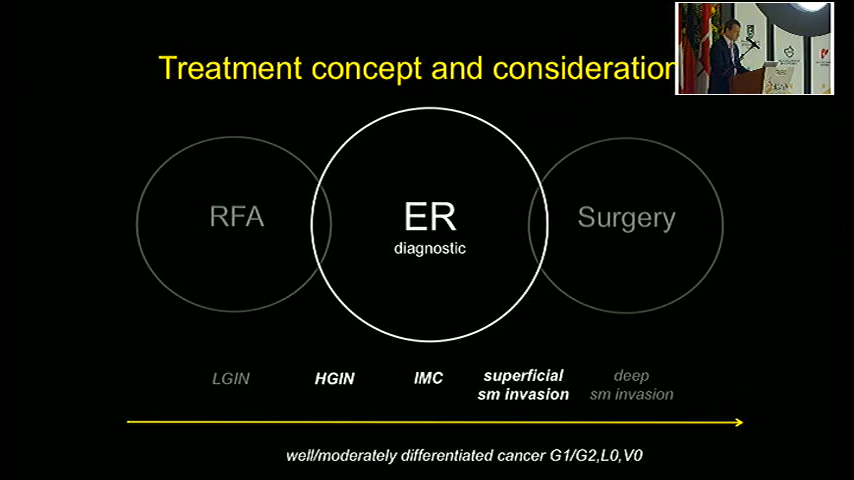 Treatment concept and consideration
RFA
ER
diagnostic
Surgery
LGIN
HGIN
IMC
superficial
sm invasion
deep
sm invasion
well/moderately differentiated cancer G1/G2,L0,V0